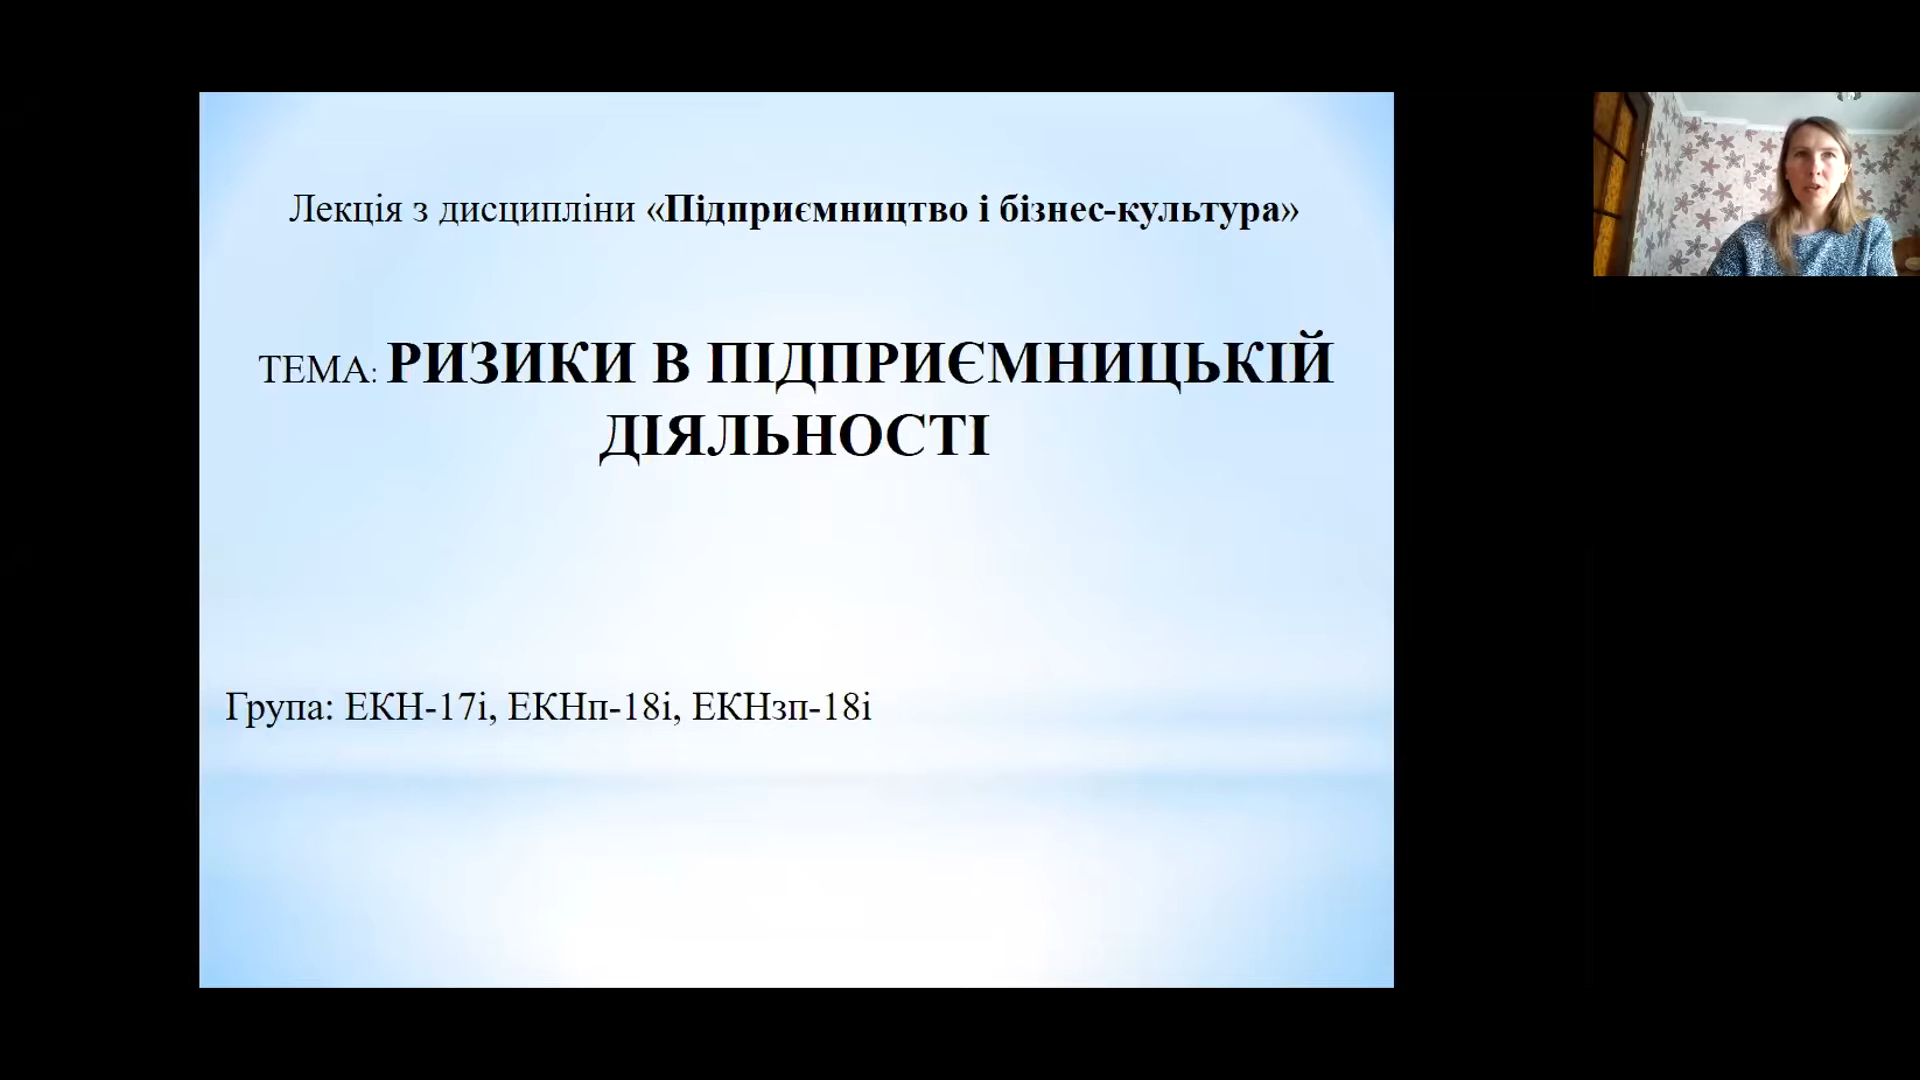 Лекція з дисципліни «Підприємництво і бізнес-культура»
ТЕМА: РИЗИКИ В ПІДПРИЄМНИЦЬКІЙ
ДІЯЛЬНОСТІ
Група: ЕКН-17і, ЕКНп-18і, ЕКНзп-18і